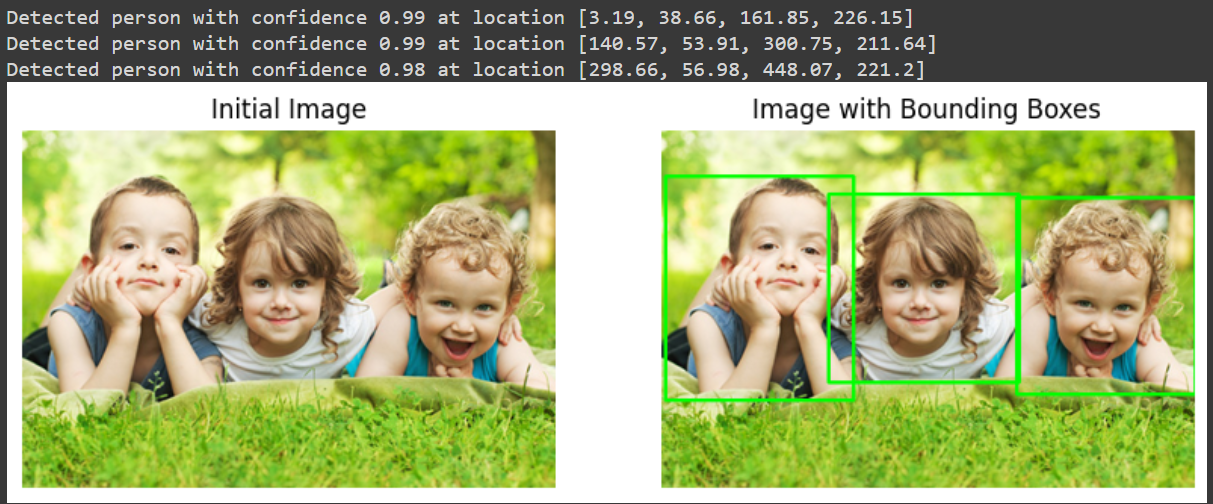 Detected person with confidence 0.99 at location [3.19, 38.66, 161.85, 226.15]
Detected person with confidence 0.99 at location [140.57, 53.91, 300.75, 211.64]
Detected person with confidence 0.98 at location [298.66, 56.98, 448.07, 221.2]
Initial Image
Image with Bounding Boxes